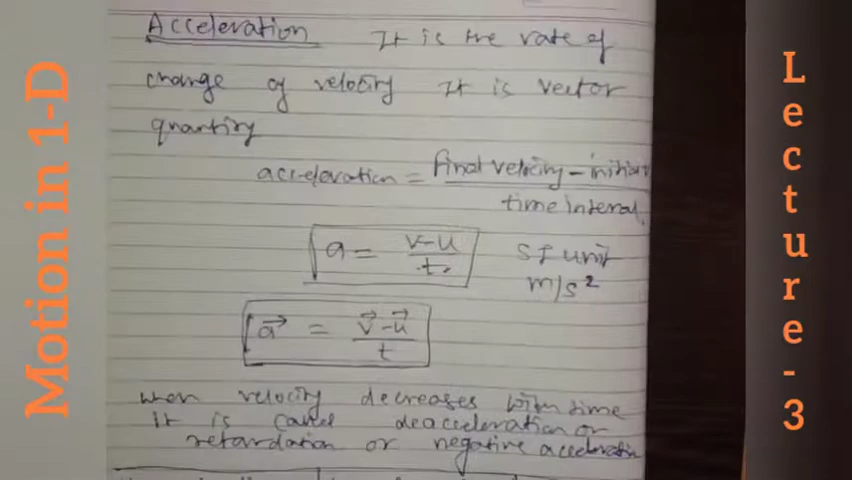 Motion in 1-D
Lecture-3
Acceleration It is the rate of
change of velocity It is vector
quantity
acceleration = final velocity - initial
time interval
a = v-u
t
SI unit
m/s²
a⃗ = v⃗-u⃗
t
when velocity decreases with time
it is called deacceleration or
retardation or negative acceleration